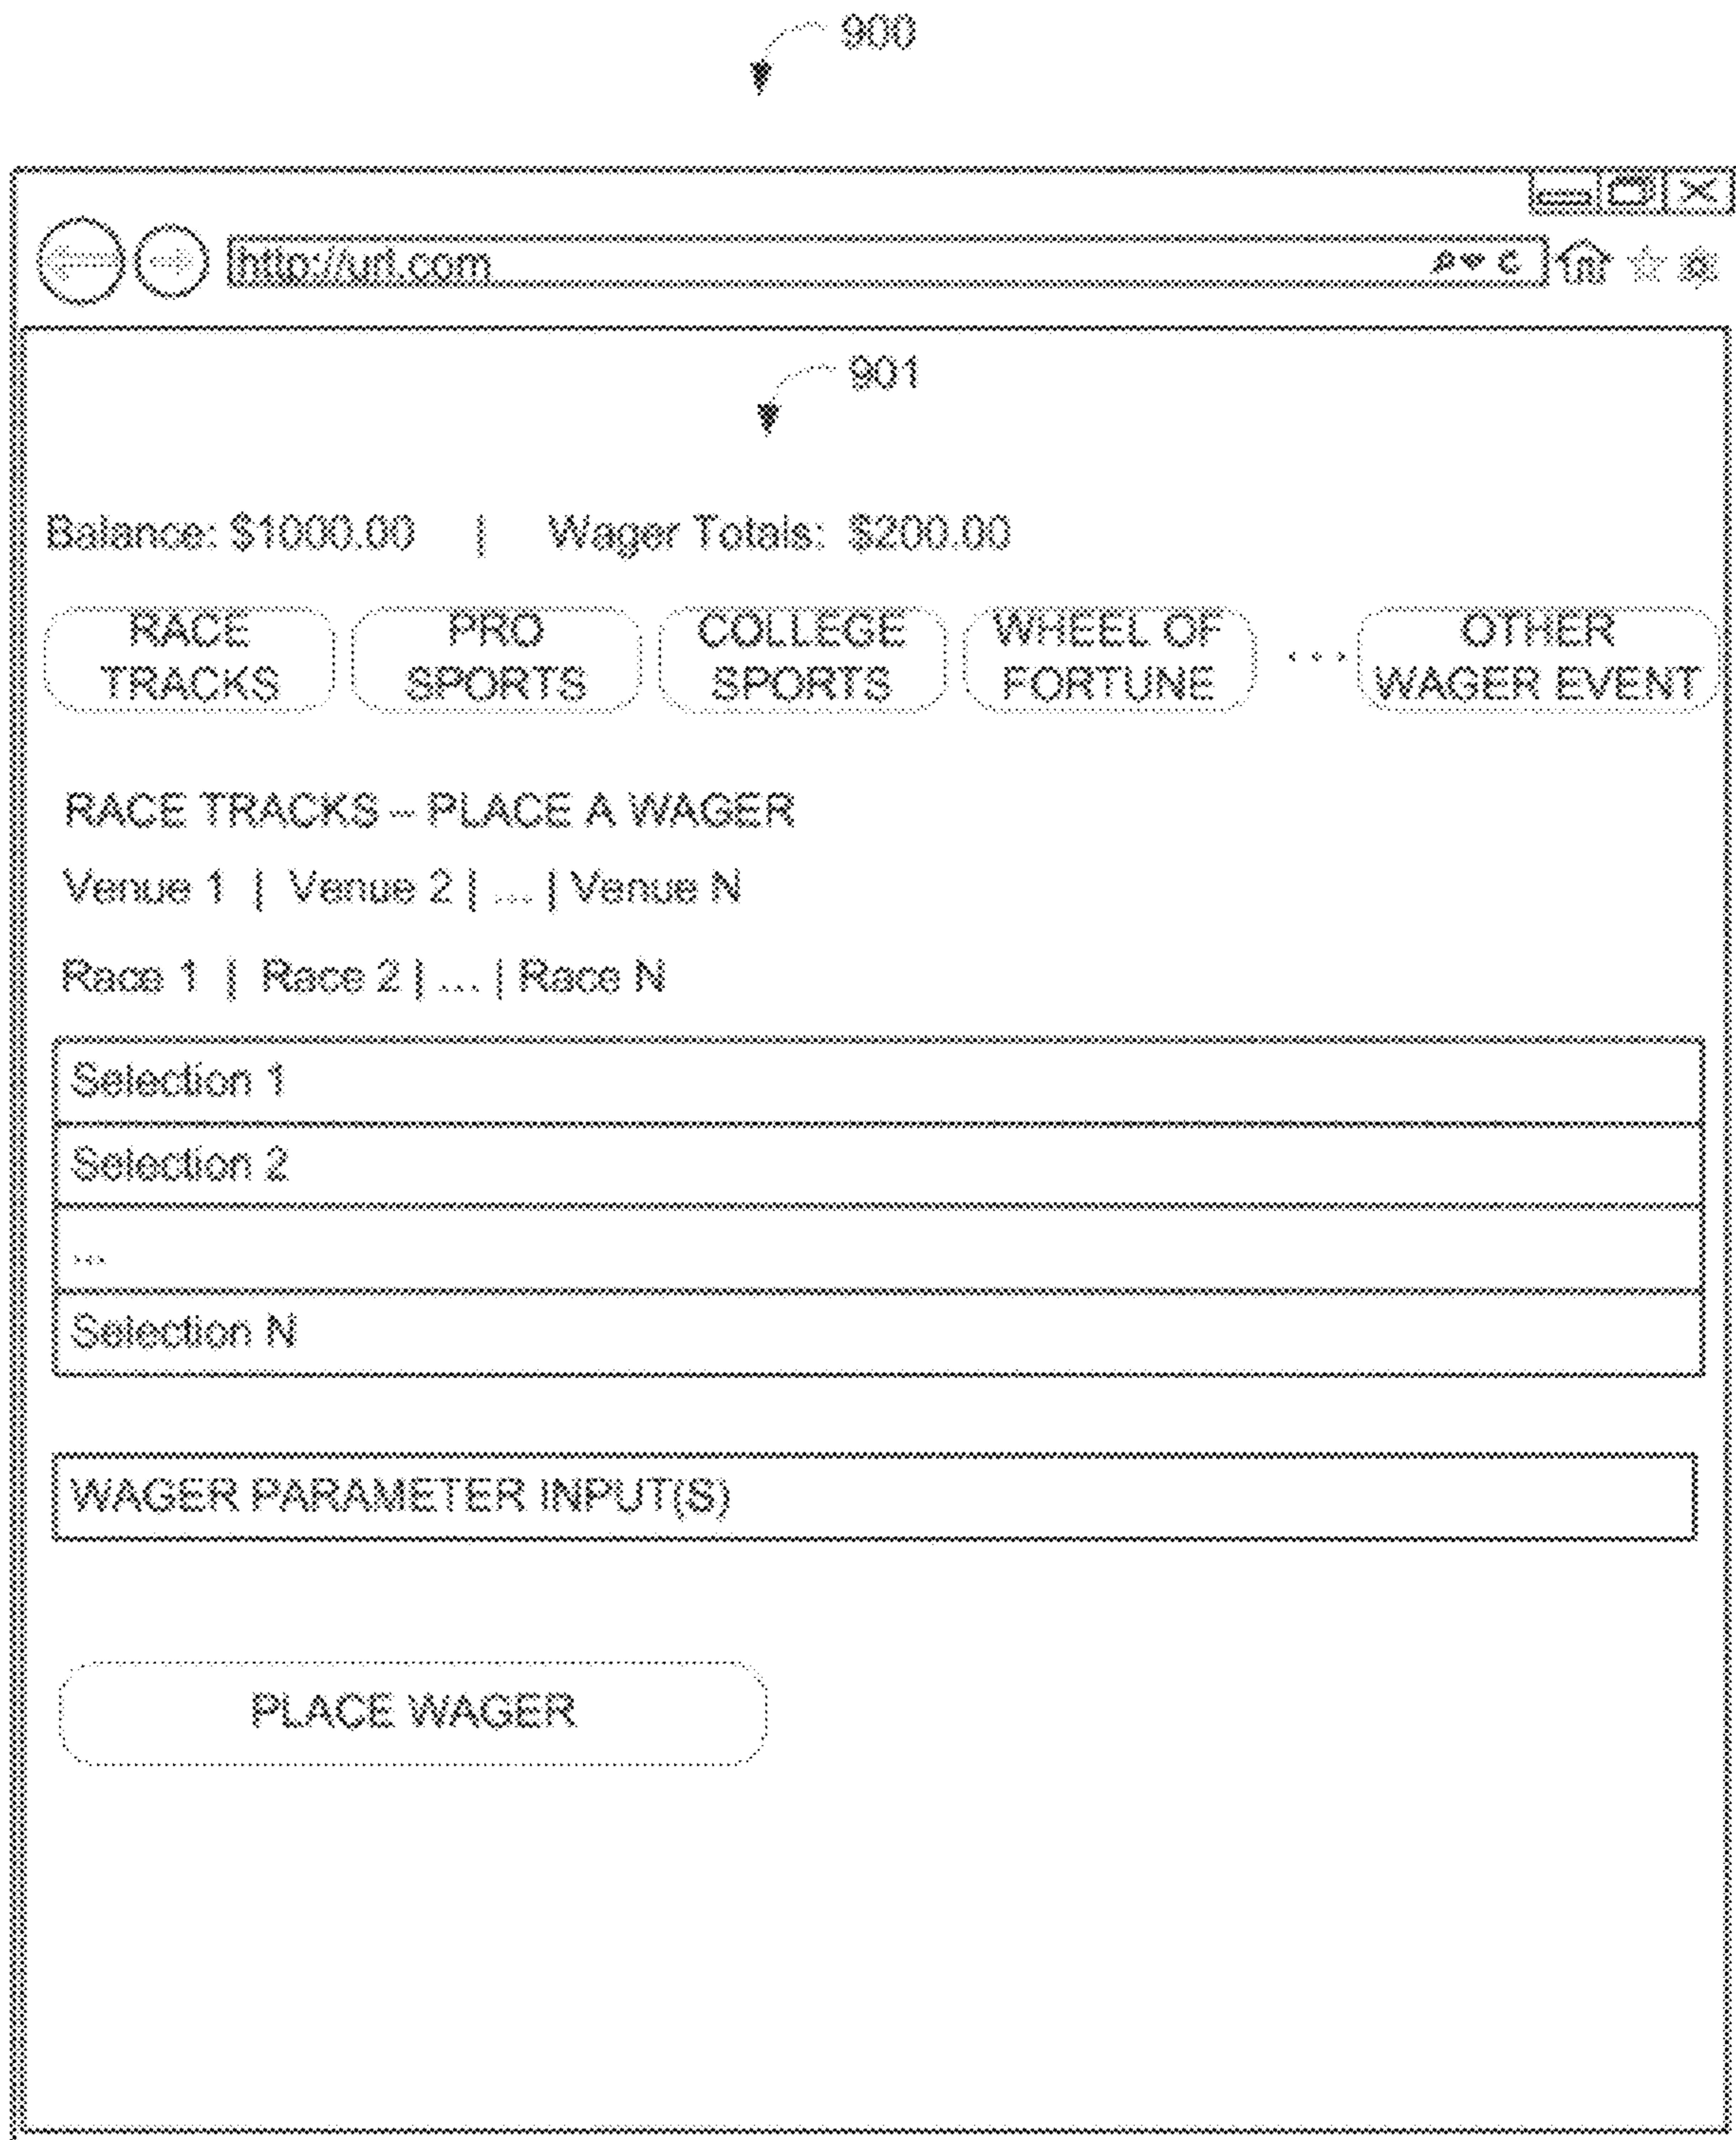 900
http://url.com
901
Balance: $1000.00 | Wager Totals: $200.00
RACE TRACKS
PRO SPORTS
COLLEGE SPORTS
WHEEL OF FORTUNE
...
OTHER WAGER EVENT
RACE TRACKS – PLACE A WAGER
Venue 1 | Venue 2 | ... | Venue N
Race 1 | Race 2 | ... | Race N
Selection 1
Selection 2
...
Selection N
WAGER PARAMETER INPUT(S)
PLACE WAGER